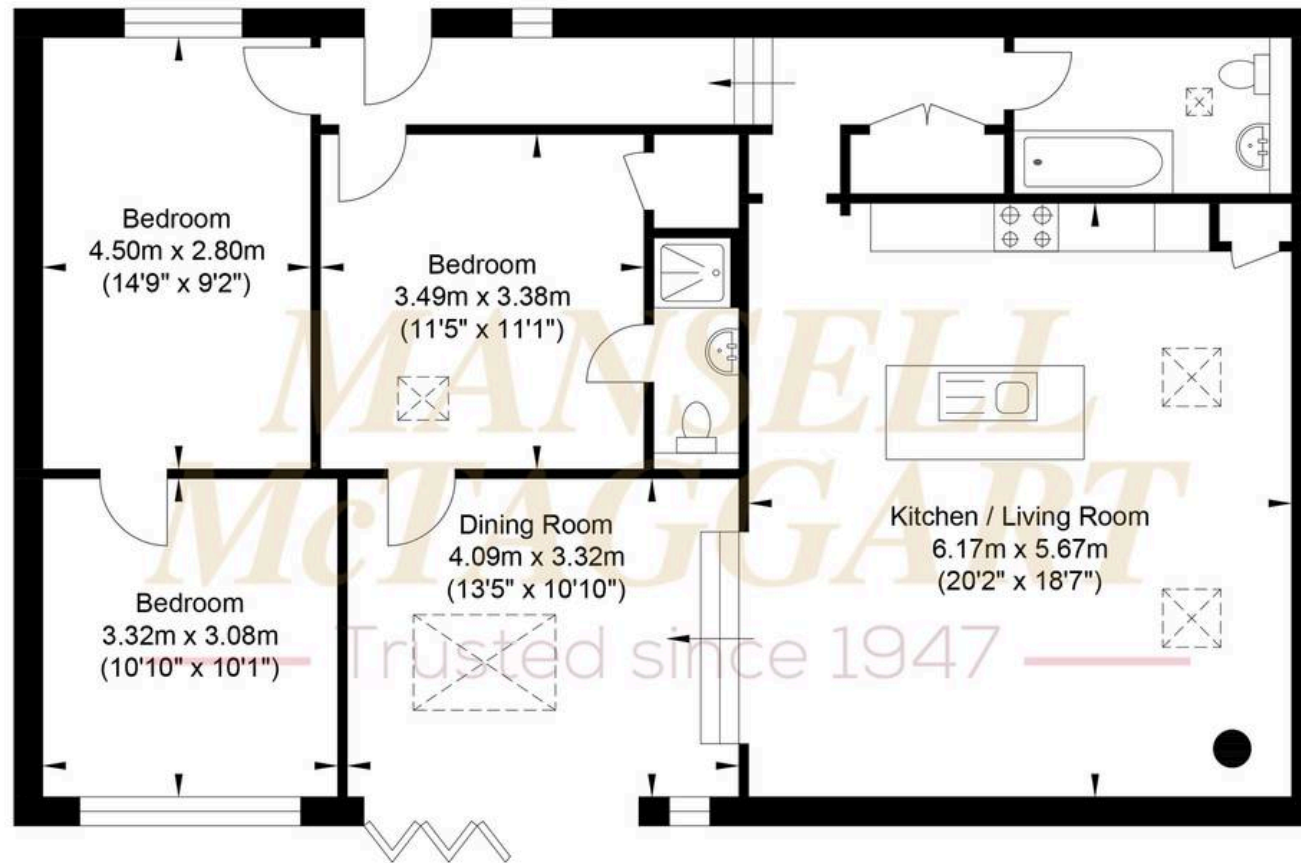 Bedroom
4.50m x 2.80m
(14'9" x 9'2")
Bedroom
3.49m x 3.38m
(11'5" x 11'1")
MANSELL
McTAGGART
Trusted since 1947
Dining Room
4.09m x 3.32m
(13'5" x 10'10")
Kitchen / Living Room
6.17m x 5.67m
(20'2" x 18'7")
Bedroom
3.32m x 3.08m
(10'10" x 10'1")